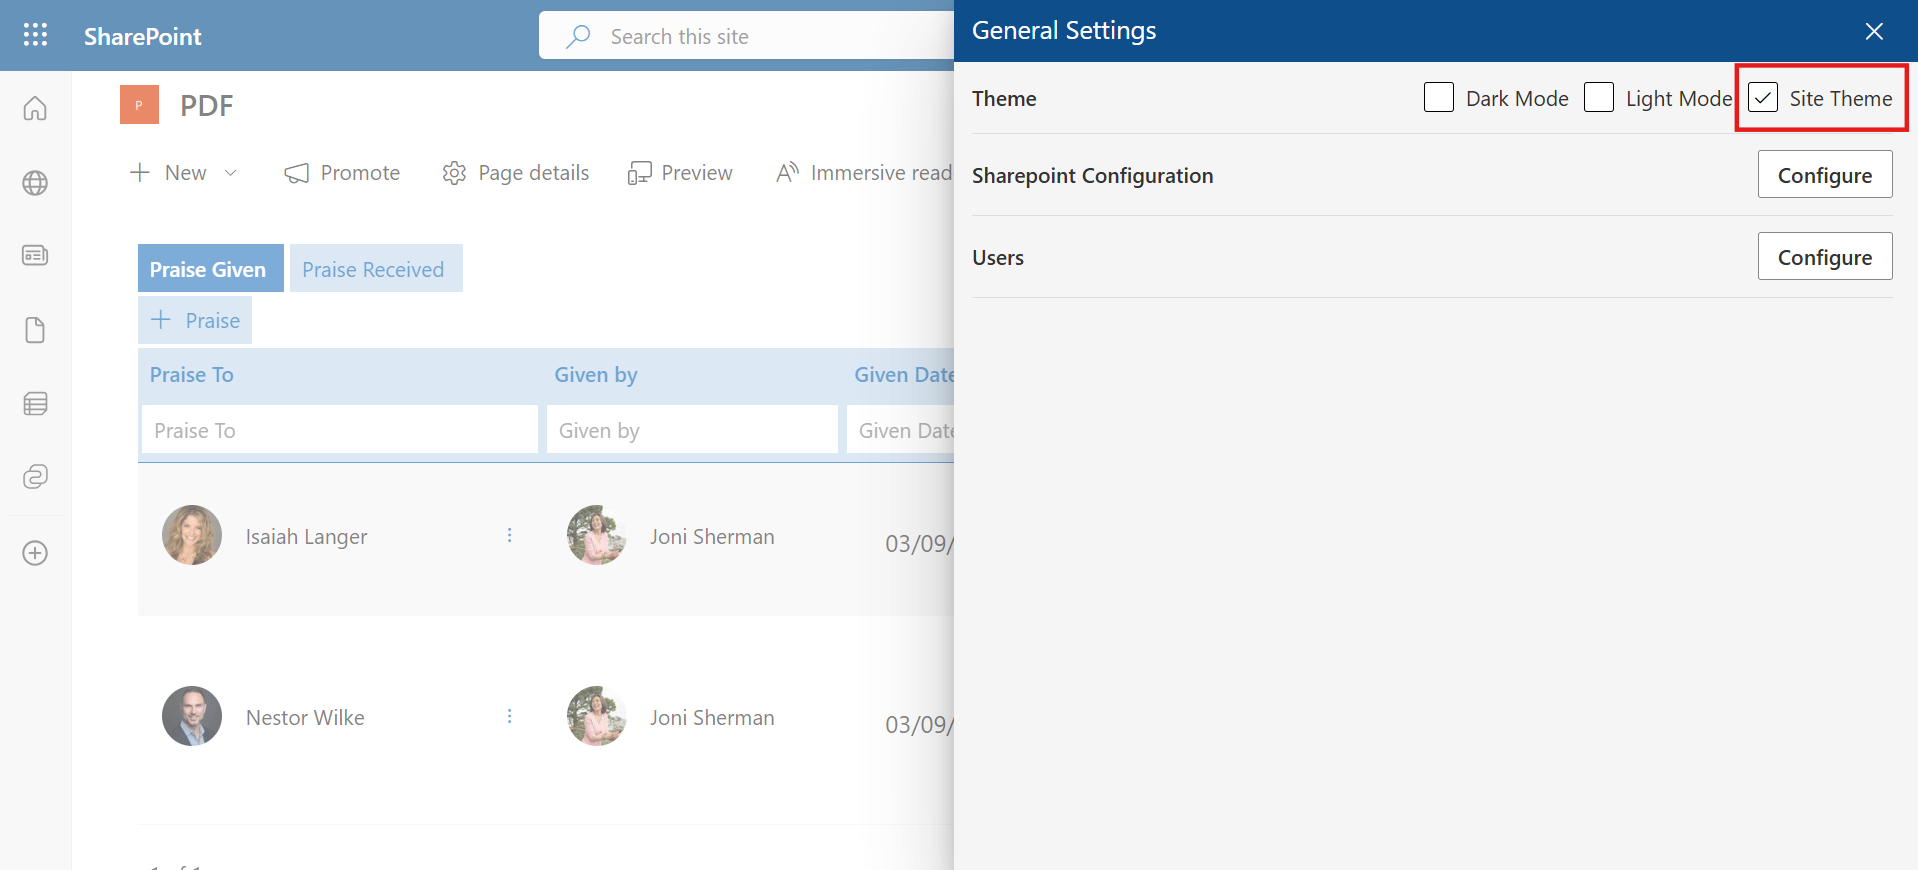 SharePoint
Search this site
General Settings
P
PDF
Theme
Dark Mode
Light Mode
Site Theme
New
Promote
Page details
Preview
Immersive read
Sharepoint Configuration
Configure
Users
Configure
Praise Given
Praise Received
Praise
Praise To
Given by
Given Date
Praise To
Given by
Given Date
Isaiah Langer
Joni Sherman
03/09/
Nestor Wilke
Joni Sherman
03/09/